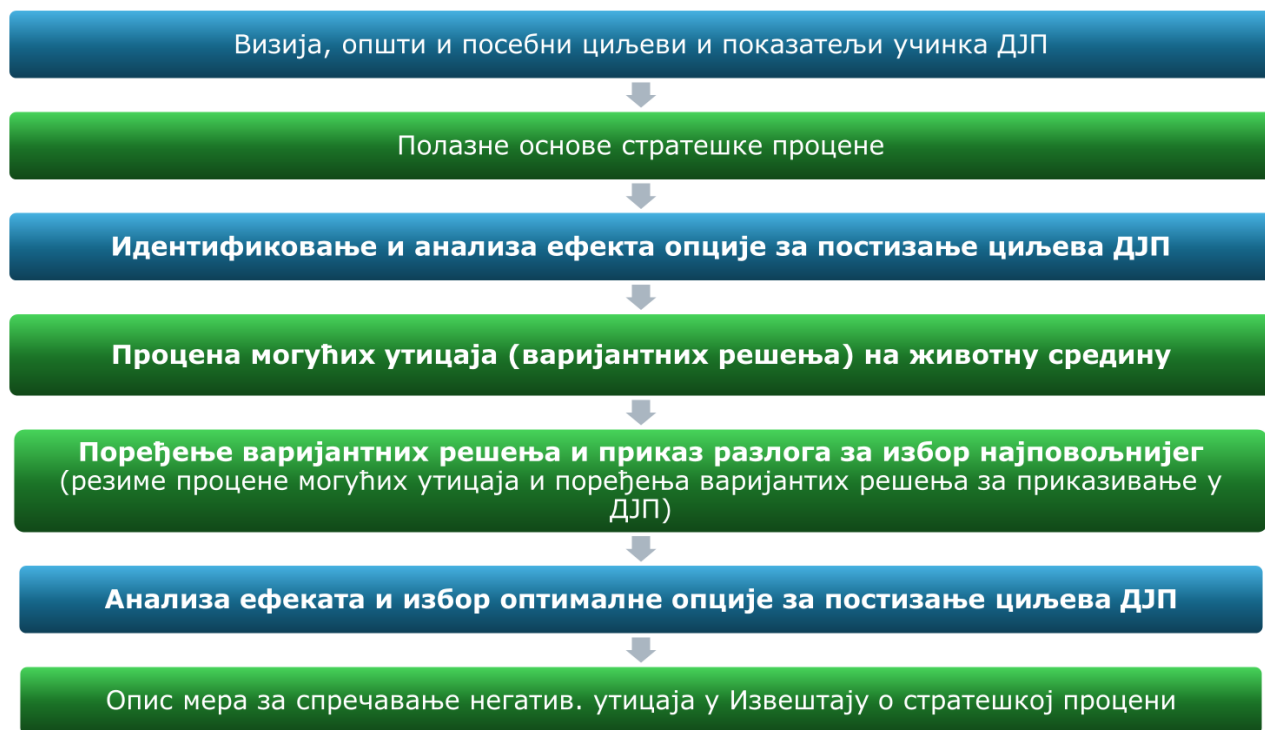 Визија, општи и посебни циљеви и показатељи учинка ДЈП
Полазне основе стратешке процене
Идентификовање и анализа ефекта опције за постизање циљева ДЈП
Процена могућих утицаја (варијантних решења) на животну средину
Поређење варијантних решења и приказ разлога за избор најповољнијег
(резиме процене могућих утицаја и поређења варијантих решења за приказивање у
ДЈП)
Анализа ефеката и избор оптималне опције за постизање циљева ДЈП
Опис мера за спречавање негатив. утицаја у Извештају о стратешкој процени